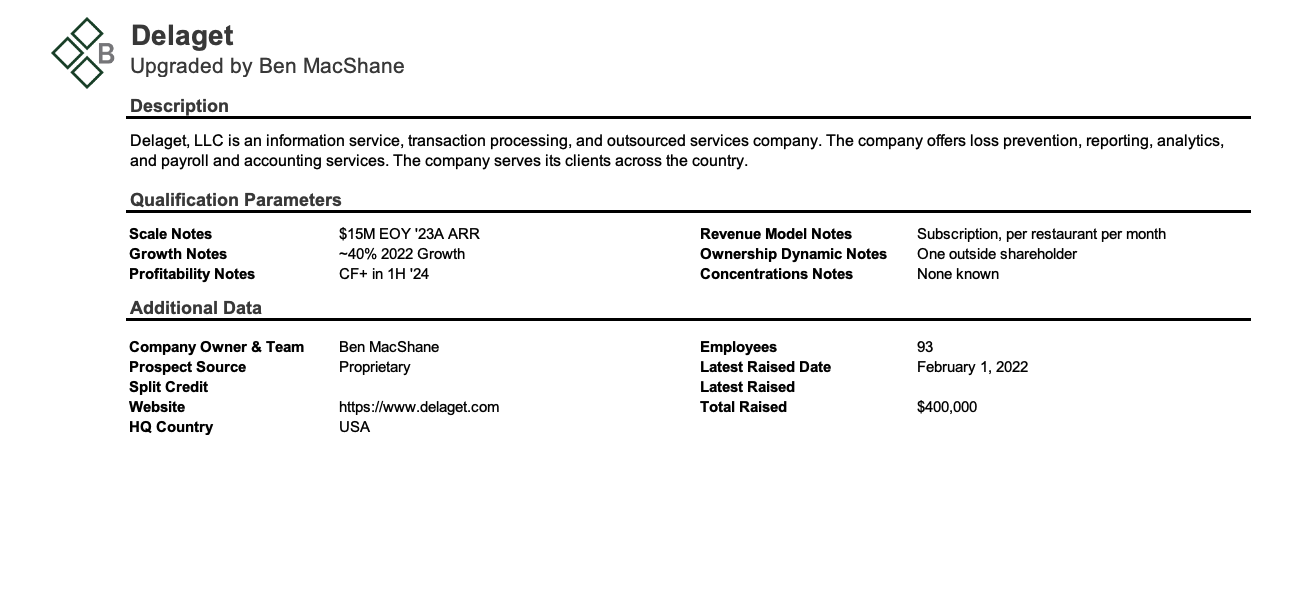 B
Delaget
Upgraded by Ben MacShane
Description
Delaget, LLC is an information service, transaction processing, and outsourced services company. The company offers loss prevention, reporting, analytics,
and payroll and accounting services. The company serves its clients across the country.
Qualification Parameters
Scale Notes $15M EOY '23A ARR Revenue Model Notes Subscription, per restaurant per month
Growth Notes ~40% 2022 Growth Ownership Dynamic Notes One outside shareholder
Profitability Notes CF+ in 1H '24 Concentrations Notes None known
Additional Data
Company Owner & Team Ben MacShane Employees 93
Prospect Source Proprietary Latest Raised Date February 1, 2022
Split Credit Latest Raised
Website https://www.delaget.com Total Raised $400,000
HQ Country USA